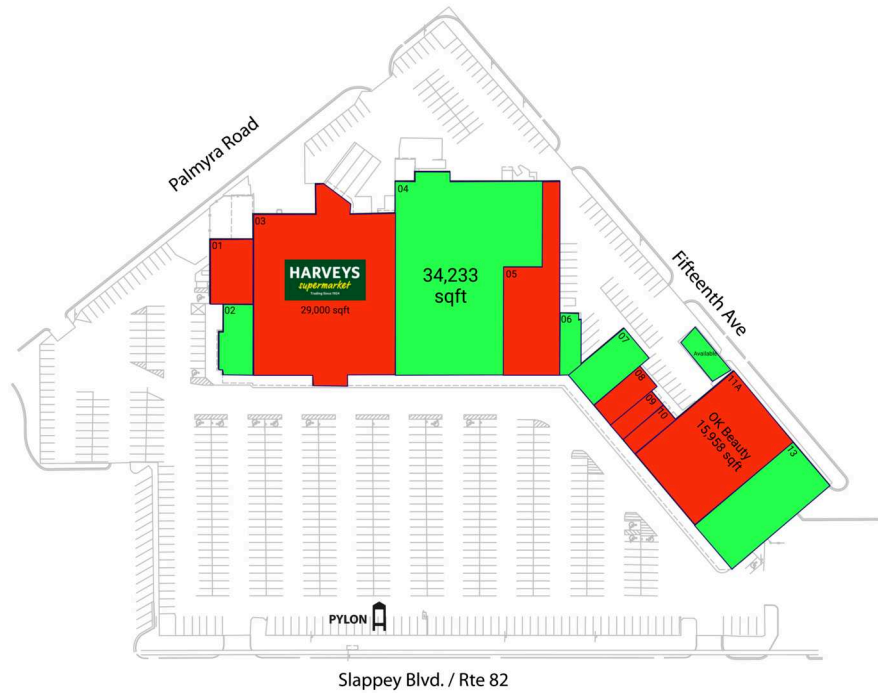 Palmyra Road
Fifteenth Ave
01
02
03
HARVEYS
supermarket
29,000 sqft
04
34,233
sqft
05
06
07
08
09
10
Available
11A
OK Beauty
15,958 sqft
13
PYLON
Slappey Blvd. / Rte 82